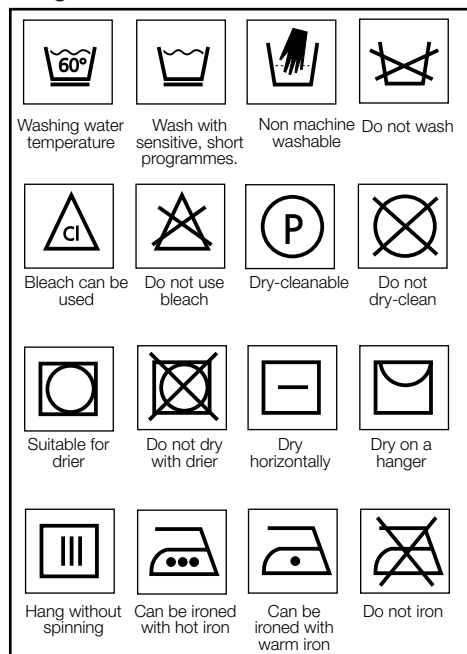 60°
Washing water
temperature
Wash with
sensitive, short
programmes.
Non machine
washable
Do not wash
Cl
Bleach can be
used
Do not use
bleach
P
Dry-cleanable
Do not
dry-clean
Suitable for
drier
Do not dry
with drier
Dry
horizontally
Dry on a
hanger
Hang without
spinning
Can be ironed
with hot iron
Can be
ironed with
warm iron
Do not iron